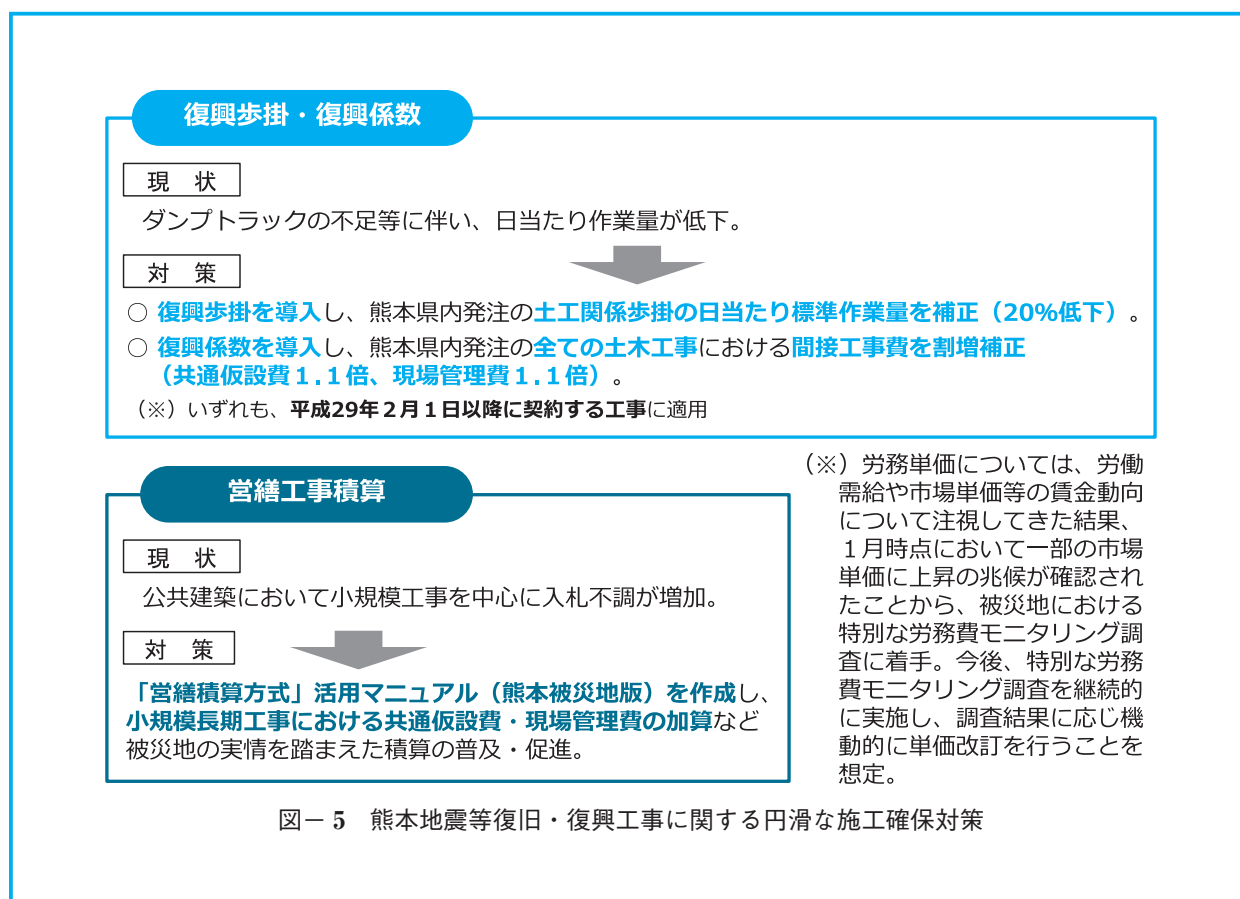 復興歩掛・復興係数
現　状
ダンプトラックの不足等に伴い、日当たり作業量が低下。
対　策
○ 復興歩掛を導入し、熊本県内発注の土工関係歩掛の日当たり標準作業量を補正（20%低下）。
○ 復興係数を導入し、熊本県内発注の全ての土木工事における間接工事費を割増補正
（共通仮設費１.１倍、現場管理費１.１倍）。
（※）いずれも、平成29年２月１日以降に契約する工事に適用
営繕工事積算
現　状
公共建築において小規模工事を中心に入札不調が増加。
対　策
「営繕積算方式」活用マニュアル（熊本被災地版）を作成し、
小規模長期工事における共通仮設費・現場管理費の加算など
被災地の実情を踏まえた積算の普及・促進。
（※）労務単価については、労働
需給や市場単価等の賃金動向
について注視してきた結果、
１月時点において一部の市場
単価に上昇の兆候が確認され
たことから、被災地における
特別な労務費モニタリング調
査に着手。今後、特別な労務
費モニタリング調査を継続的
に実施し、調査結果に応じ機
動的に単価改訂を行うことを
想定。
図－5　熊本地震等復旧・復興工事に関する円滑な施工確保対策